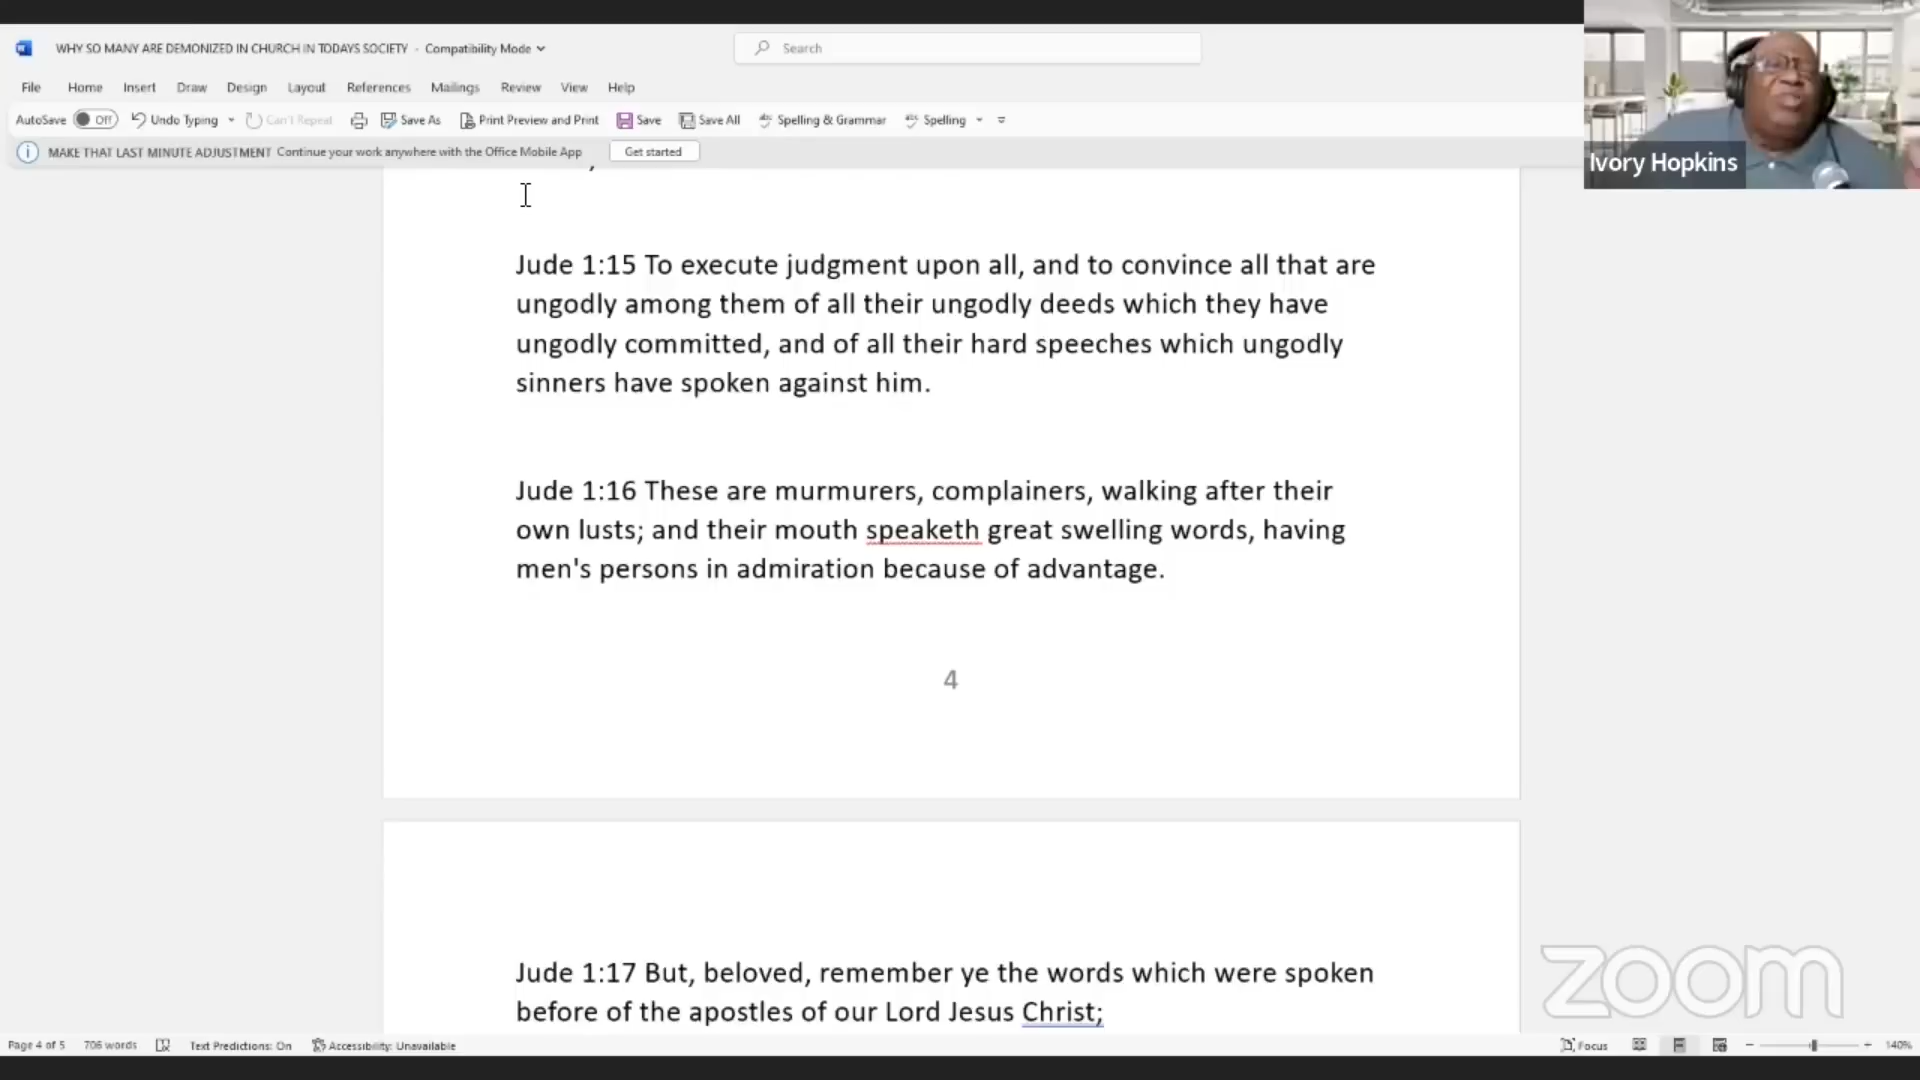 WHY SO MANY ARE DEMONIZED IN CHURCH IN TODAYS SOCIETY - Compatibility Mode
Search
File Home Insert Draw Design Layout References Mailings Review View Help
AutoSave Off Undo Typing Can't Repeat Save As Print Preview and Print Save Save All Spelling & Grammar Spelling
MAKE THAT LAST MINUTE ADJUSTMENT Continue your work anywhere with the Office Mobile App Get started
Ivory Hopkins
Jude 1:15 To execute judgment upon all, and to convince all that are
ungodly among them of all their ungodly deeds which they have
ungodly committed, and of all their hard speeches which ungodly
sinners have spoken against him.
Jude 1:16 These are murmurers, complainers, walking after their
own lusts; and their mouth speaketh great swelling words, having
men's persons in admiration because of advantage.
4
Jude 1:17 But, beloved, remember ye the words which were spoken
before of the apostles of our Lord Jesus Christ;
zoom
Page 4 of 5 706 words Text Predictions: On Accessibility: Unavailable Focus 140%